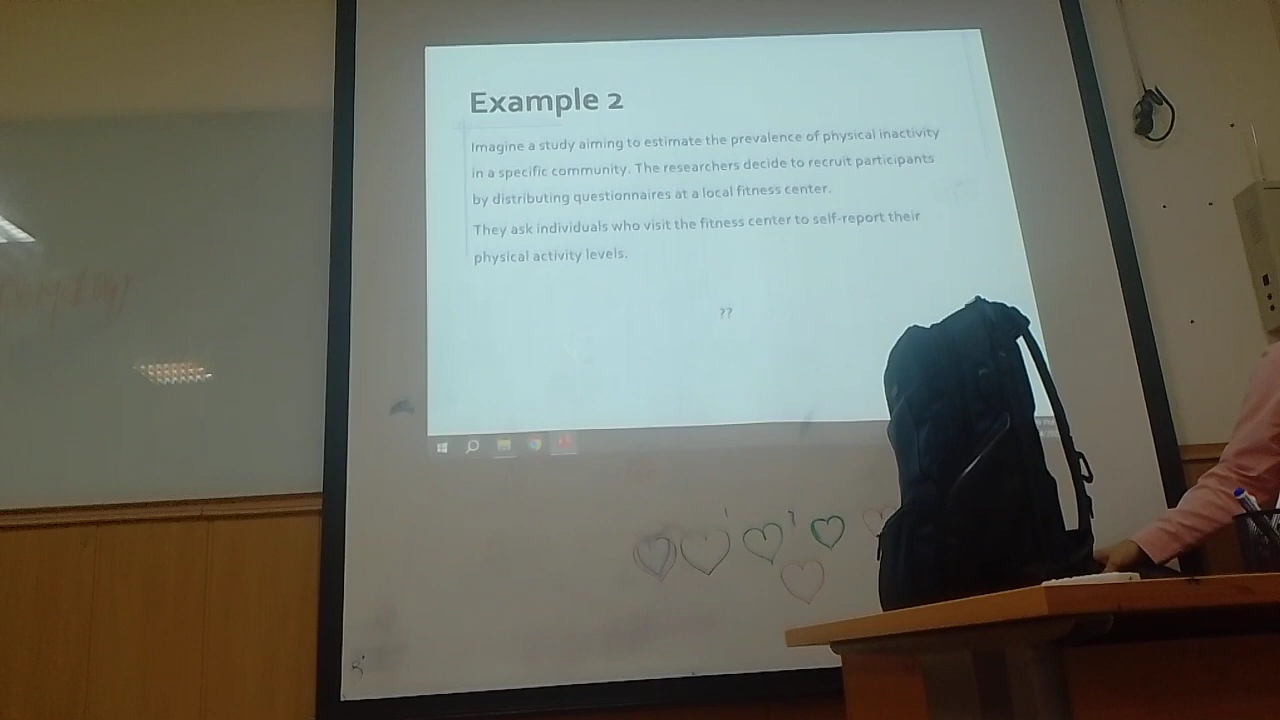 Example 2
Imagine a study aiming to estimate the prevalence of physical inactivity
in a specific community. The researchers decide to recruit participants
by distributing questionnaires at a local fitness center.
They ask individuals who visit the fitness center to self-report their
physical activity levels.
??